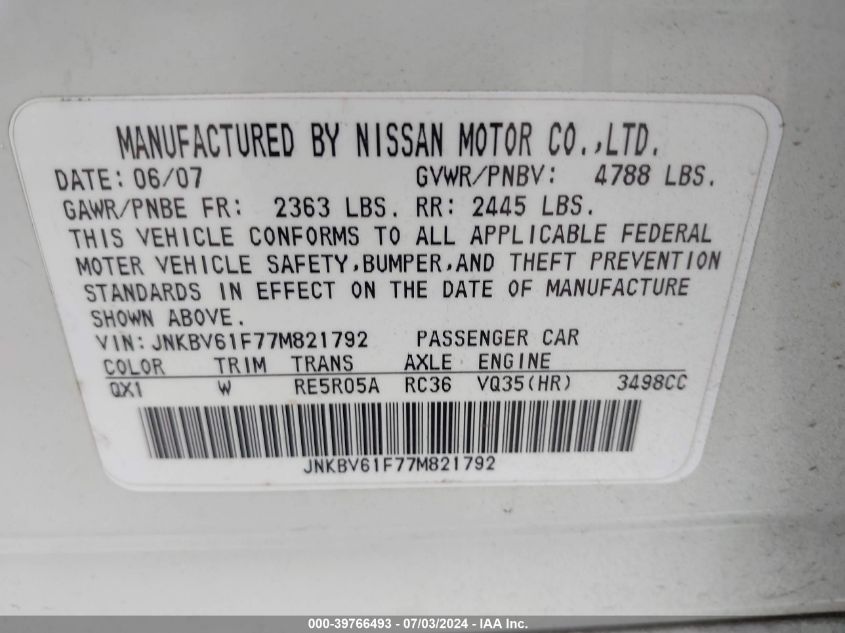 MANUFACTURED BY NISSAN MOTOR CO.,LTD.
DATE: 06/07 GVWR/PNBV: 4788 LBS.
GAWR/PNBE FR: 2363 LBS. RR: 2445 LBS.
THIS VEHICLE CONFORMS TO ALL APPLICABLE FEDERAL
MOTER VEHICLE SAFETY,BUMPER,AND THEFT PREVENTION
STANDARDS IN EFFECT ON THE DATE OF MANUFACTURE
SHOWN ABOVE.
VIN: JNKBV61F77M821792 PASSENGER CAR
COLOR TRIM TRANS AXLE ENGINE
QX1 W RE5R05A RC36 VQ35(HR) 3498CC
JNKBV61F77M821792
000-39766493 - 07/03/2024 - IAA Inc.